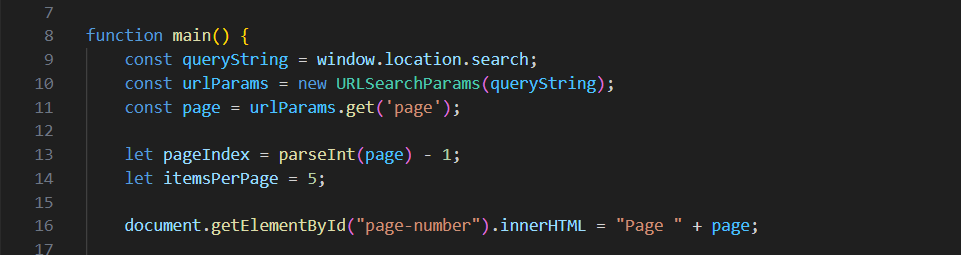 7
8 function main() {
9 const queryString = window.location.search;
10 const urlParams = new URLSearchParams(queryString);
11 const page = urlParams.get('page');
12
13 let pageIndex = parseInt(page) - 1;
14 let itemsPerPage = 5;
15
16 document.getElementById("page-number").innerHTML = "Page " + page;
17